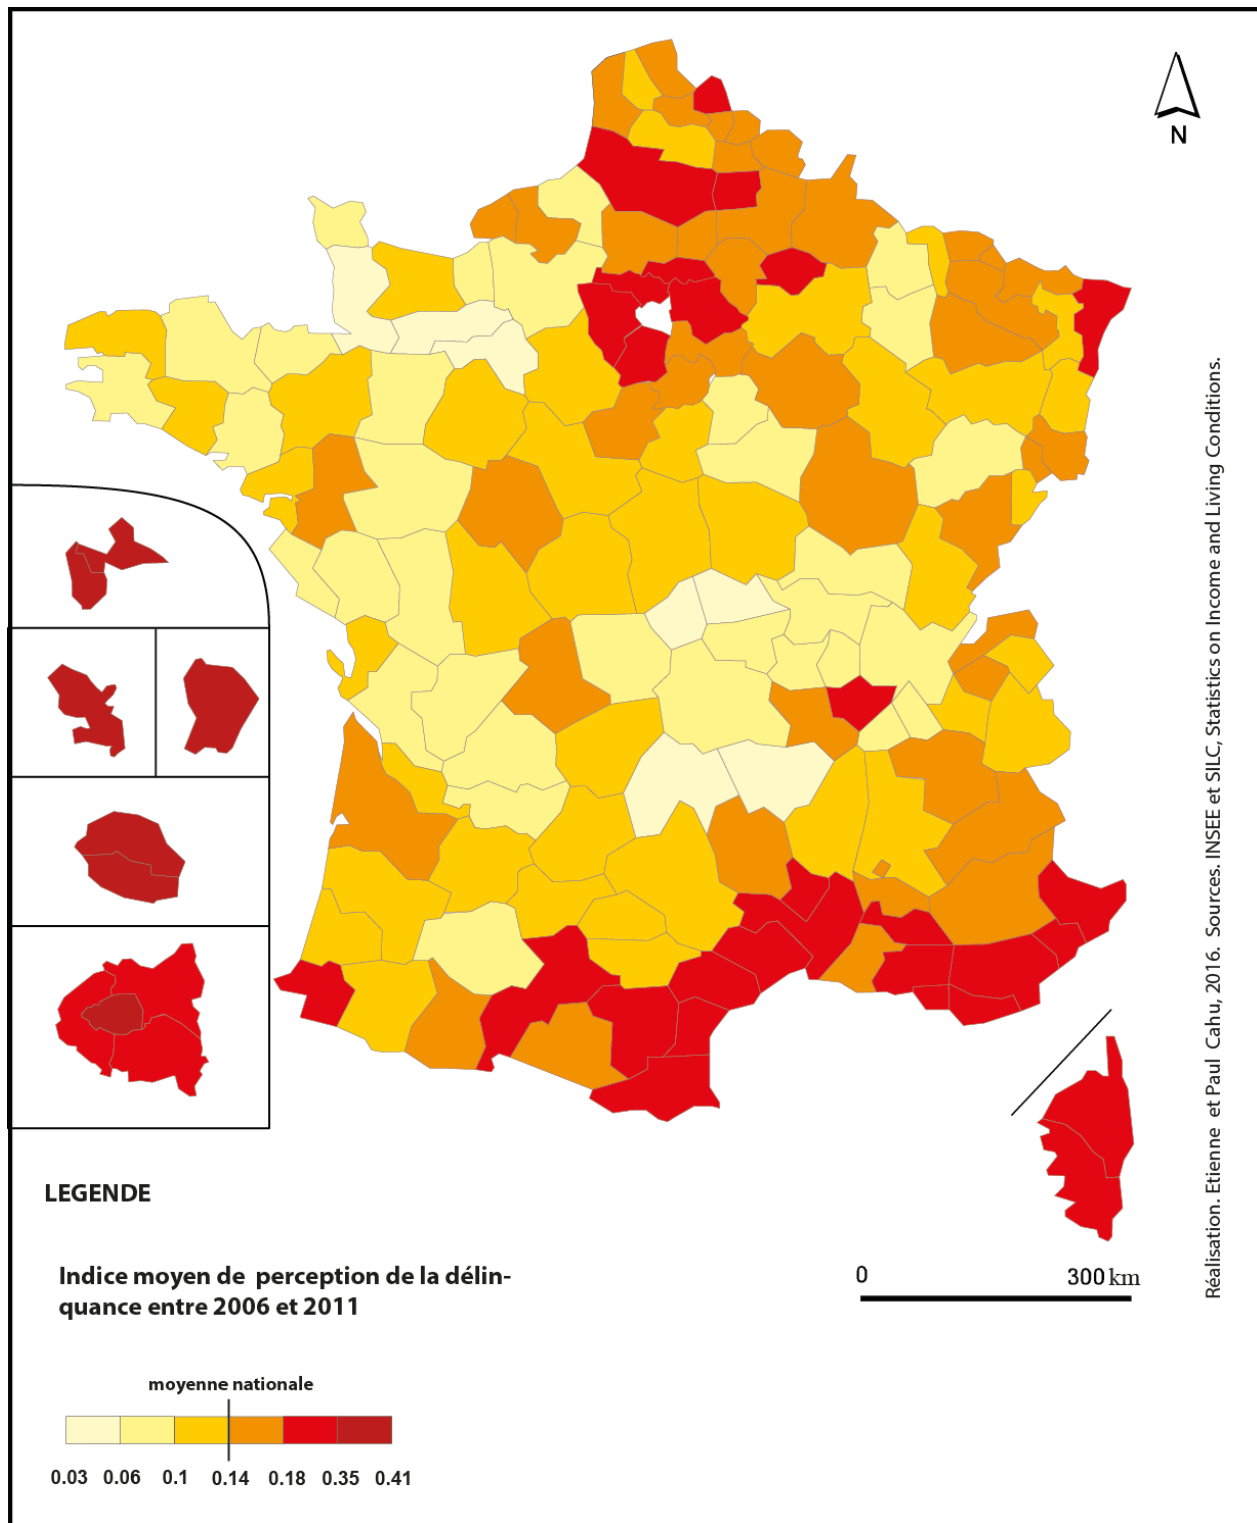 N
Réalisation. Etienne et Paul Cahu, 2016. Sources. INSEE et SILC, Statistics on Income and Living Conditions.
LEGENDE
Indice moyen de perception de la délin-
quance entre 2006 et 2011
0 300 km
moyenne nationale
0.03 0.06 0.1 0.14 0.18 0.35 0.41